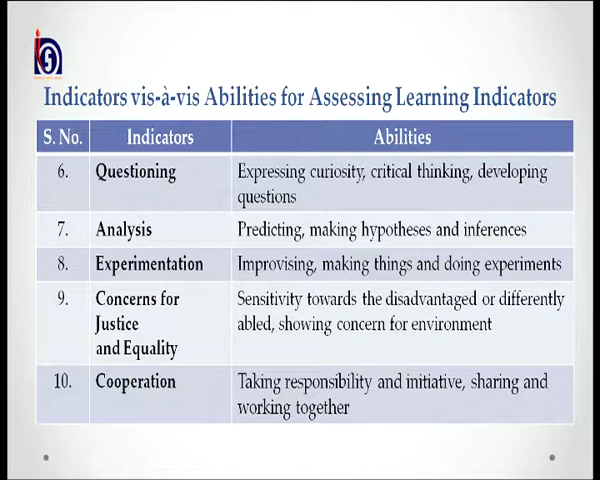 Indicators vis-à-vis Abilities for Assessing Learning Indicators
S. No. Indicators Abilities
6. Questioning Expressing curiosity, critical thinking, developing
questions
7. Analysis Predicting, making hypotheses and inferences
8. Experimentation Improvising, making things and doing experiments
9. Concerns for Sensitivity towards the disadvantaged or differently
Justice abled, showing concern for environment
and Equality
10. Cooperation Taking responsibility and initiative, sharing and
working together